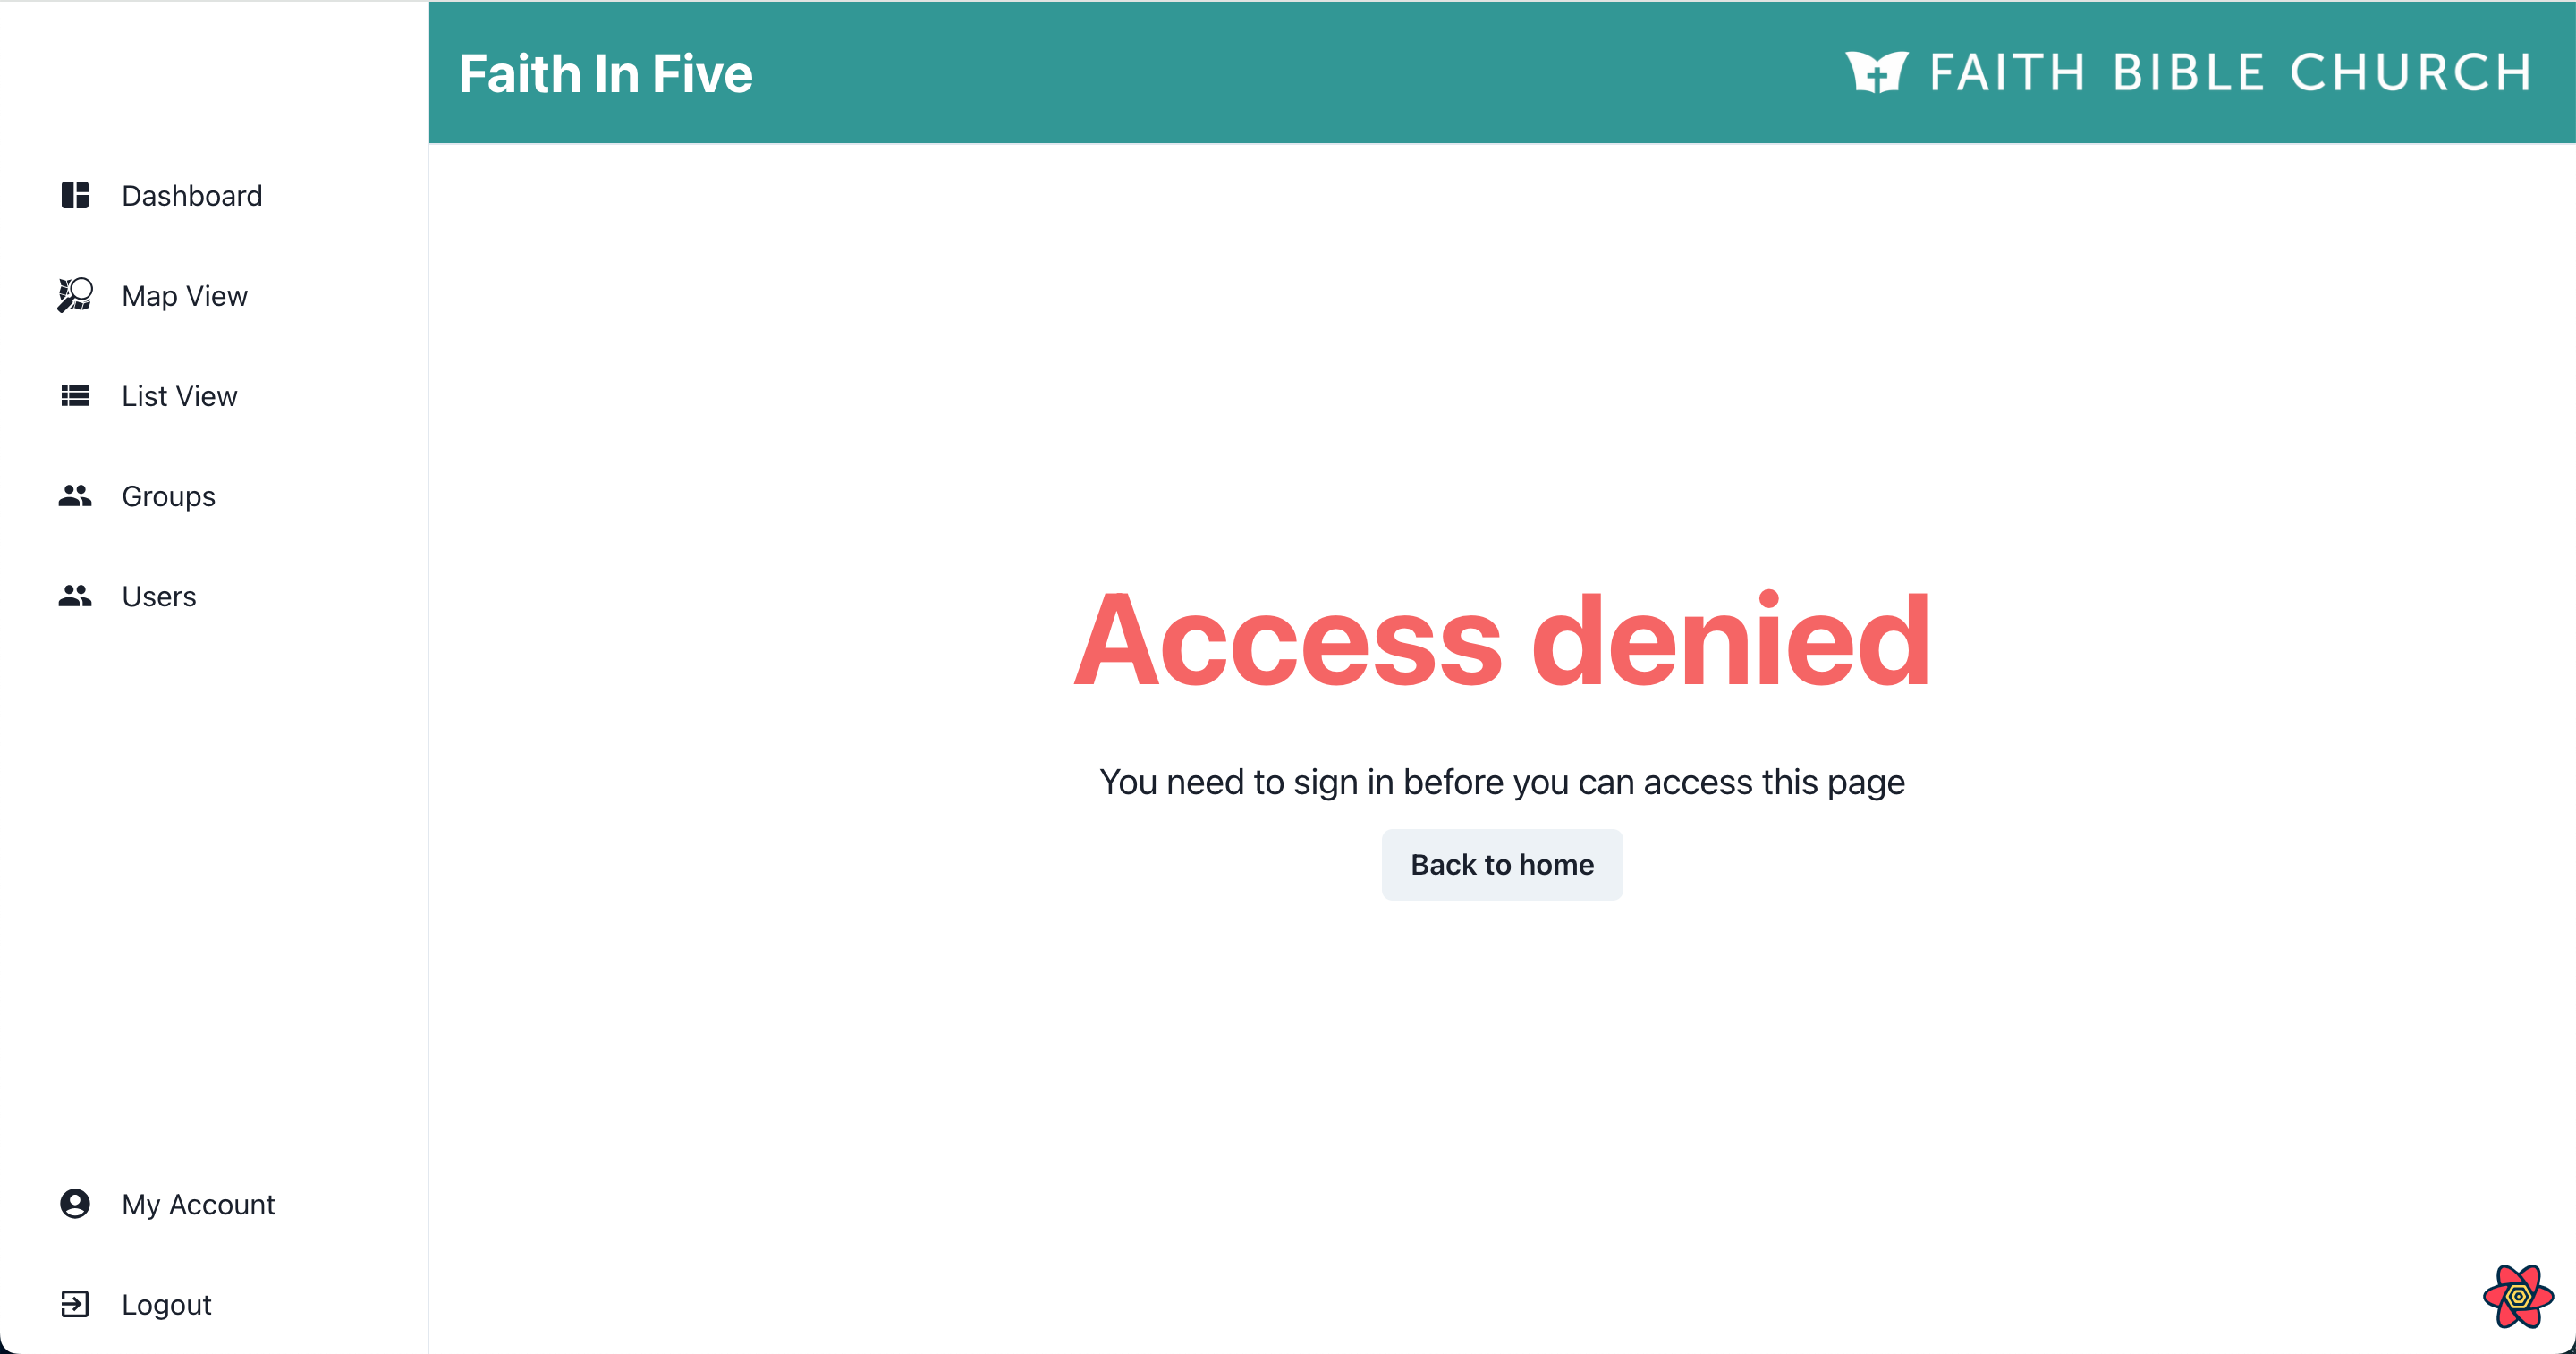 Faith In Five
FAITH BIBLE CHURCH
Dashboard
Map View
List View
Groups
Users
Access denied
You need to sign in before you can access this page
Back to home
My Account
Logout